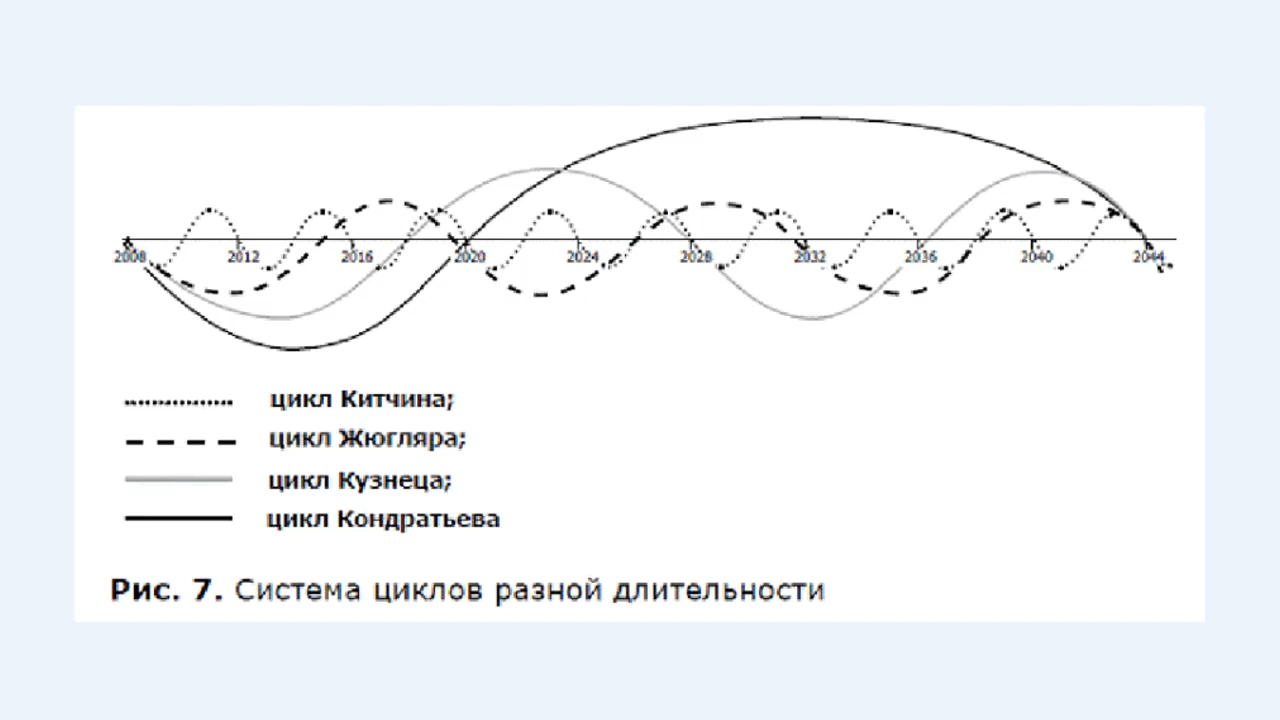 2008 2012 2016 2020 2024 2028 2032 2036 2040 2044
цикл Китчина;
цикл Жюгляра;
цикл Кузнеца;
цикл Кондратьева
Рис. 7. Система циклов разной длительности